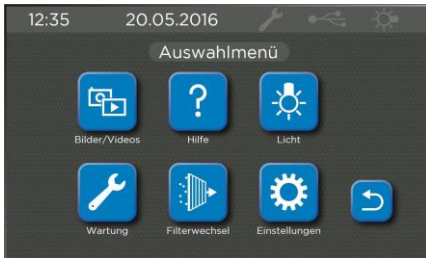 12:35 20.05.2016
Auswahlmenü
Bilder/Videos Hilfe Licht
Wartung Filterwechsel Einstellungen